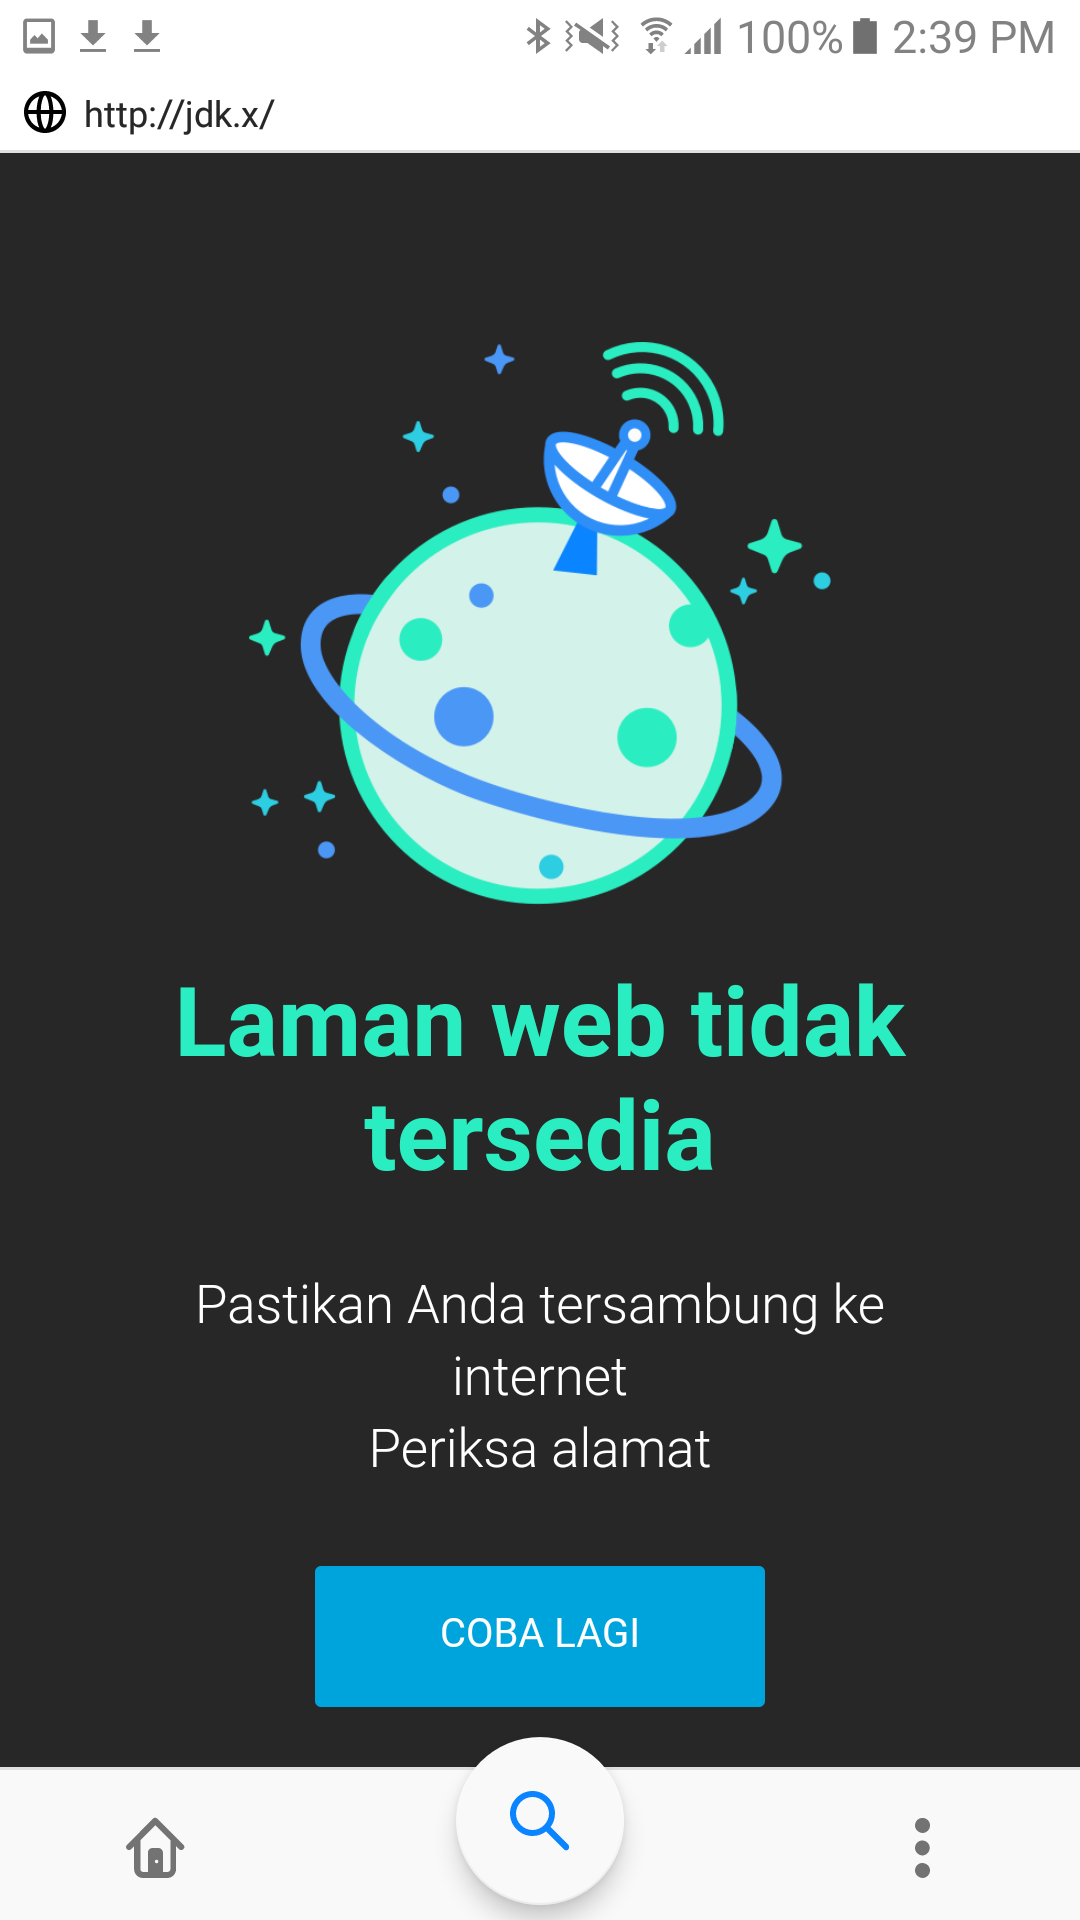 100% 2:39 PM
http://jdk.x/
Laman web tidak
tersedia
Pastikan Anda tersambung ke
internet
Periksa alamat
COBA LAGI